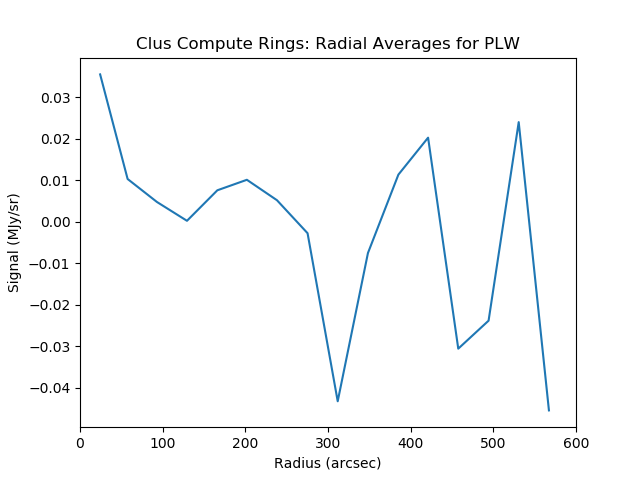 Clus Compute Rings: Radial Averages for PLW
Signal (MJy/sr)
0.03
0.02
0.01
0.00
−0.01
−0.02
−0.03
−0.04
0 100 200 300 400 500 600
Radius (arcsec)